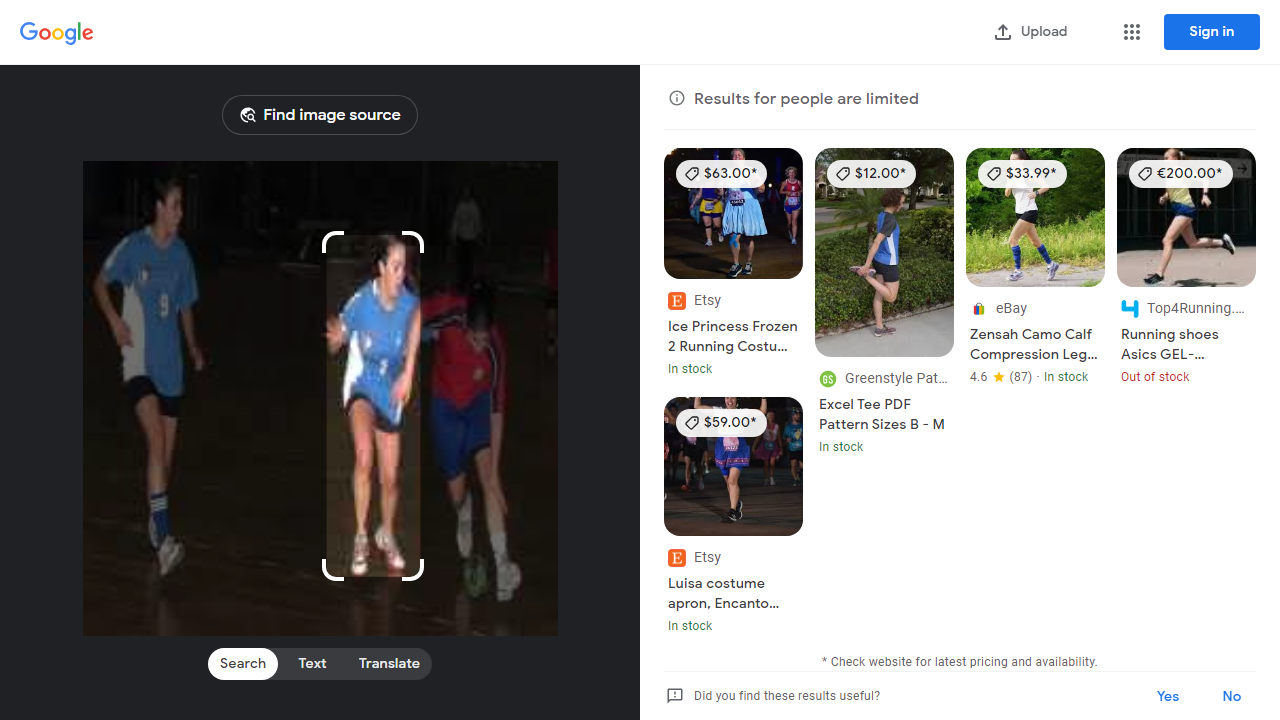 Google
Upload
Sign in
Find image source
Results for people are limited
9
Search
Text
Translate
$63.00*
Etsy
Ice Princess Frozen
2 Running Costu...
In stock
$12.00*
Greenstyle Pat...
Excel Tee PDF
Pattern Sizes B - M
In stock
$33.99*
eBay
Zensah Camo Calf
Compression Leg...
4.6 (87) · In stock
€200.00*
Top4Running....
Running shoes
Asics GEL-...
Out of stock
$59.00*
Etsy
Luisa costume
apron, Encanto...
In stock
* Check website for latest pricing and availability.
Did you find these results useful?
Yes
No